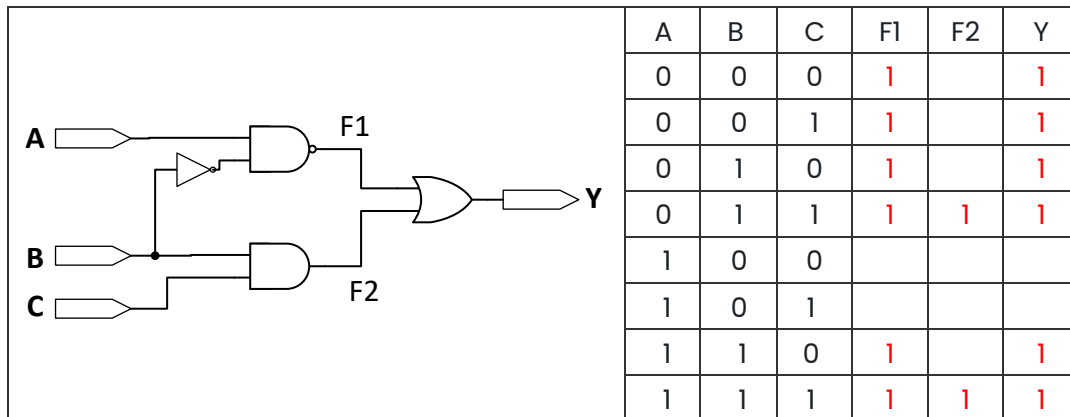 A
B
C
F1
F2
Y
A B C F1 F2 Y
0 0 0 1 1
0 0 1 1 1
0 1 0 1 1
0 1 1 1 1 1
1 0 0
1 0 1
1 1 0 1 1
1 1 1 1 1 1